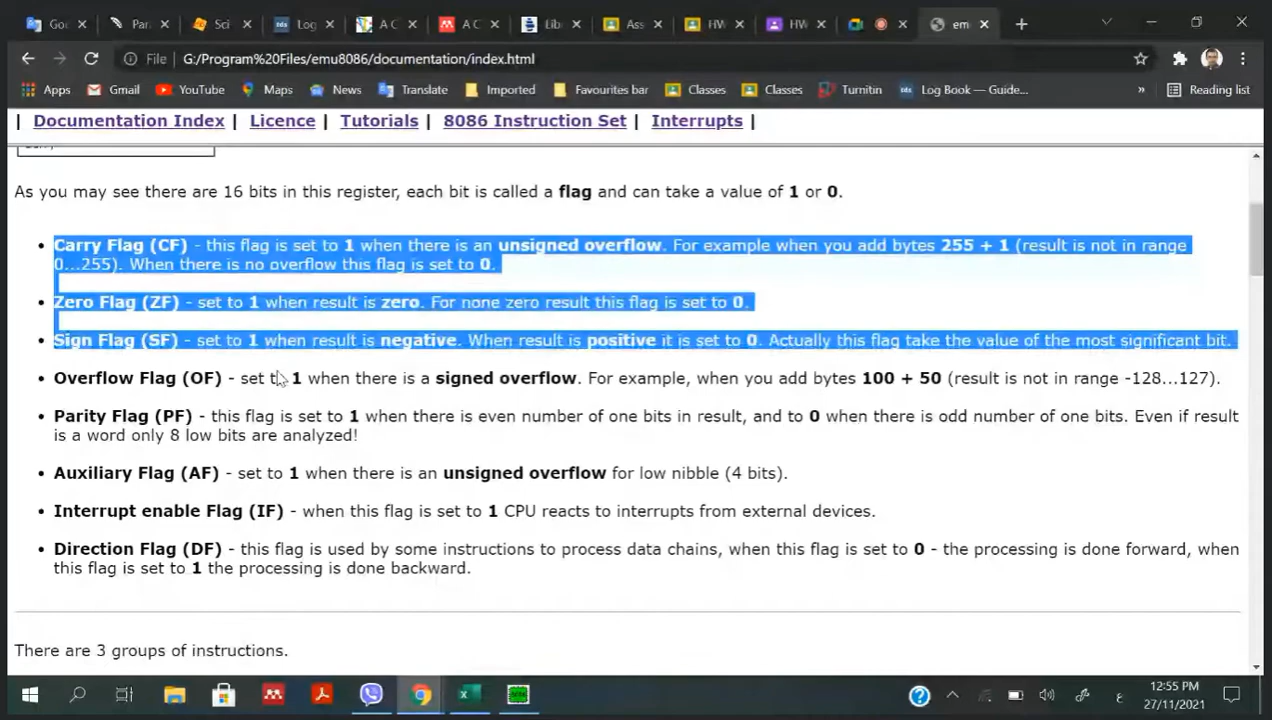 Goo
Par
Sci
Log
A C
A C
Lib
Ass
HW
HW
em
File
G:/Program%20Files/emu8086/documentation/index.html
Apps
Gmail
YouTube
Maps
News
Translate
Imported
Favourites bar
Classes
Classes
Turnitin
Log Book — Guide...
»
Reading list
| Documentation Index | Licence | Tutorials | 8086 Instruction Set | Interrupts |
As you may see there are 16 bits in this register, each bit is called a flag and can take a value of 1 or 0.
• Carry Flag (CF) - this flag is set to 1 when there is an unsigned overflow. For example when you add bytes 255 + 1 (result is not in range
0...255). When there is no overflow this flag is set to 0.
• Zero Flag (ZF) - set to 1 when result is zero. For none zero result this flag is set to 0.
• Sign Flag (SF) - set to 1 when result is negative. When result is positive it is set to 0. Actually this flag take the value of the most significant bit.
• Overflow Flag (OF) - set to 1 when there is a signed overflow. For example, when you add bytes 100 + 50 (result is not in range -128...127).
• Parity Flag (PF) - this flag is set to 1 when there is even number of one bits in result, and to 0 when there is odd number of one bits. Even if result
is a word only 8 low bits are analyzed!
• Auxiliary Flag (AF) - set to 1 when there is an unsigned overflow for low nibble (4 bits).
• Interrupt enable Flag (IF) - when this flag is set to 1 CPU reacts to interrupts from external devices.
• Direction Flag (DF) - this flag is used by some instructions to process data chains, when this flag is set to 0 - the processing is done forward, when
this flag is set to 1 the processing is done backward.
There are 3 groups of instructions.
ع
12:55 PM
27/11/2021